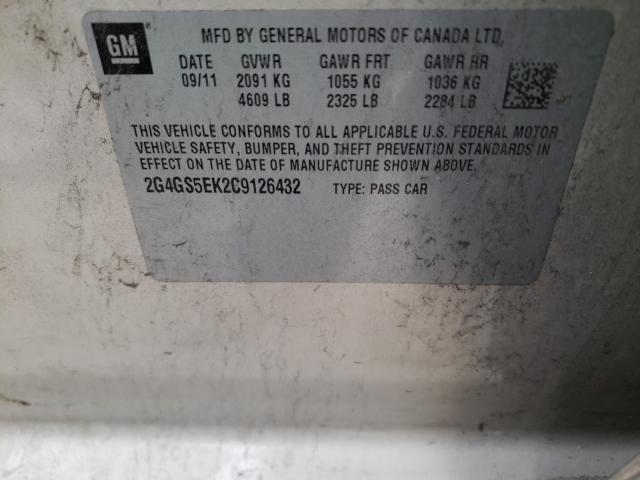 GM
MFD BY GENERAL MOTORS OF CANADA LTD.
DATE GVWR GAWR FRT GAWR RR
09/11 2091 KG 1055 KG 1036 KG
4609 LB 2325 LB 2284 LB
THIS VEHICLE CONFORMS TO ALL APPLICABLE U.S. FEDERAL MOTOR
VEHICLE SAFETY, BUMPER, AND THEFT PREVENTION STANDARDS IN
EFFECT ON THE DATE OF MANUFACTURE SHOWN ABOVE.
2G4GS5EK2C9126432 TYPE: PASS CAR